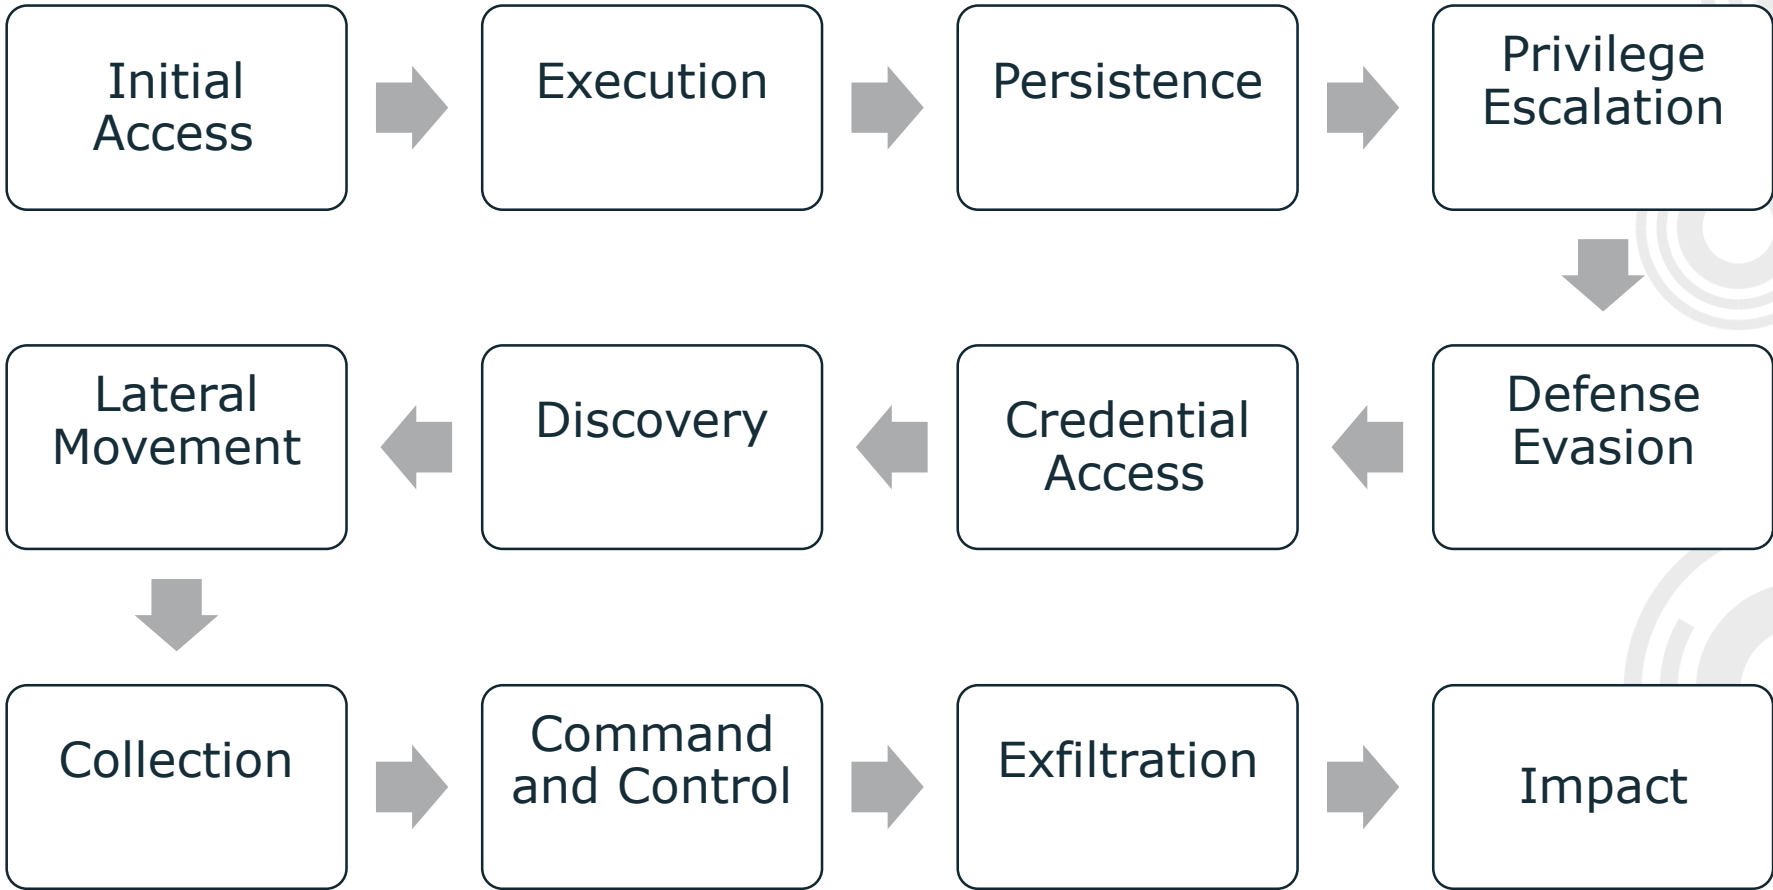 Initial
Access
Execution
Persistence
Privilege
Escalation
Defense
Evasion
Credential
Access
Discovery
Lateral
Movement
Collection
Command
and Control
Exfiltration
Impact